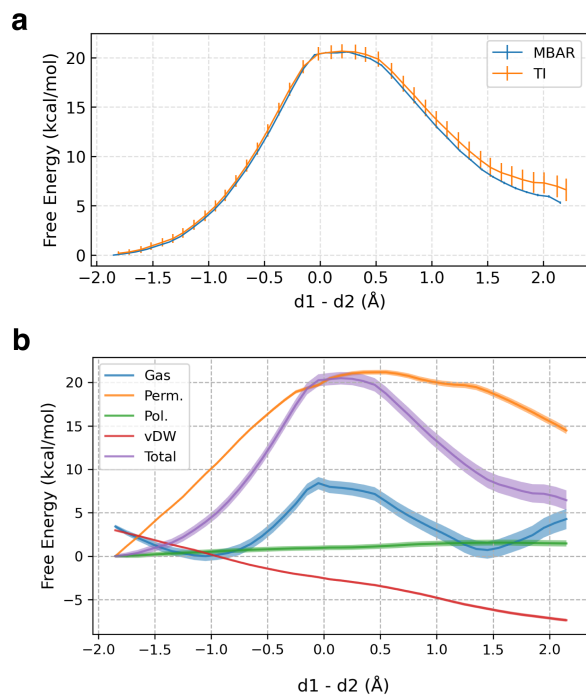 a
Free Energy (kcal/mol)
20
15
10
5
0
MBAR
TI
−2.0 −1.5 −1.0 −0.5 0.0 0.5 1.0 1.5 2.0
d1 - d2 (Å)
b
Free Energy (kcal/mol)
20
15
10
5
0
−5
Gas
Perm.
Pol.
vDW
Total
−2.0 −1.5 −1.0 −0.5 0.0 0.5 1.0 1.5 2.0
d1 - d2 (Å)